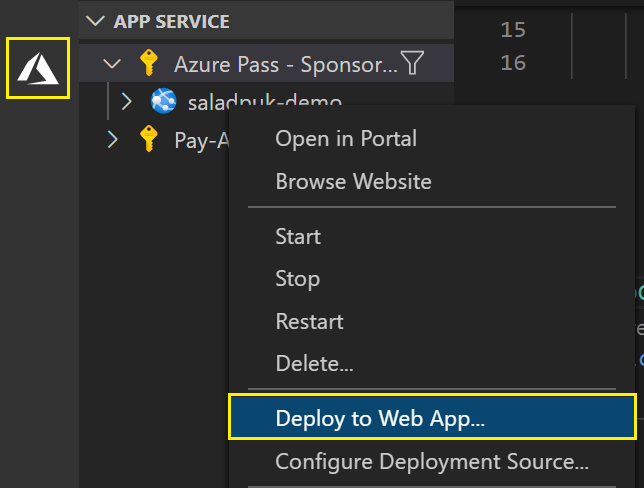 APP SERVICE
15
Azure Pass - Sponsor...
16
saladpuk-demo
Pay-A
Open in Portal
Browse Website
Start
Stop
Restart
Delete...
Deploy to Web App...
Configure Deployment Source...